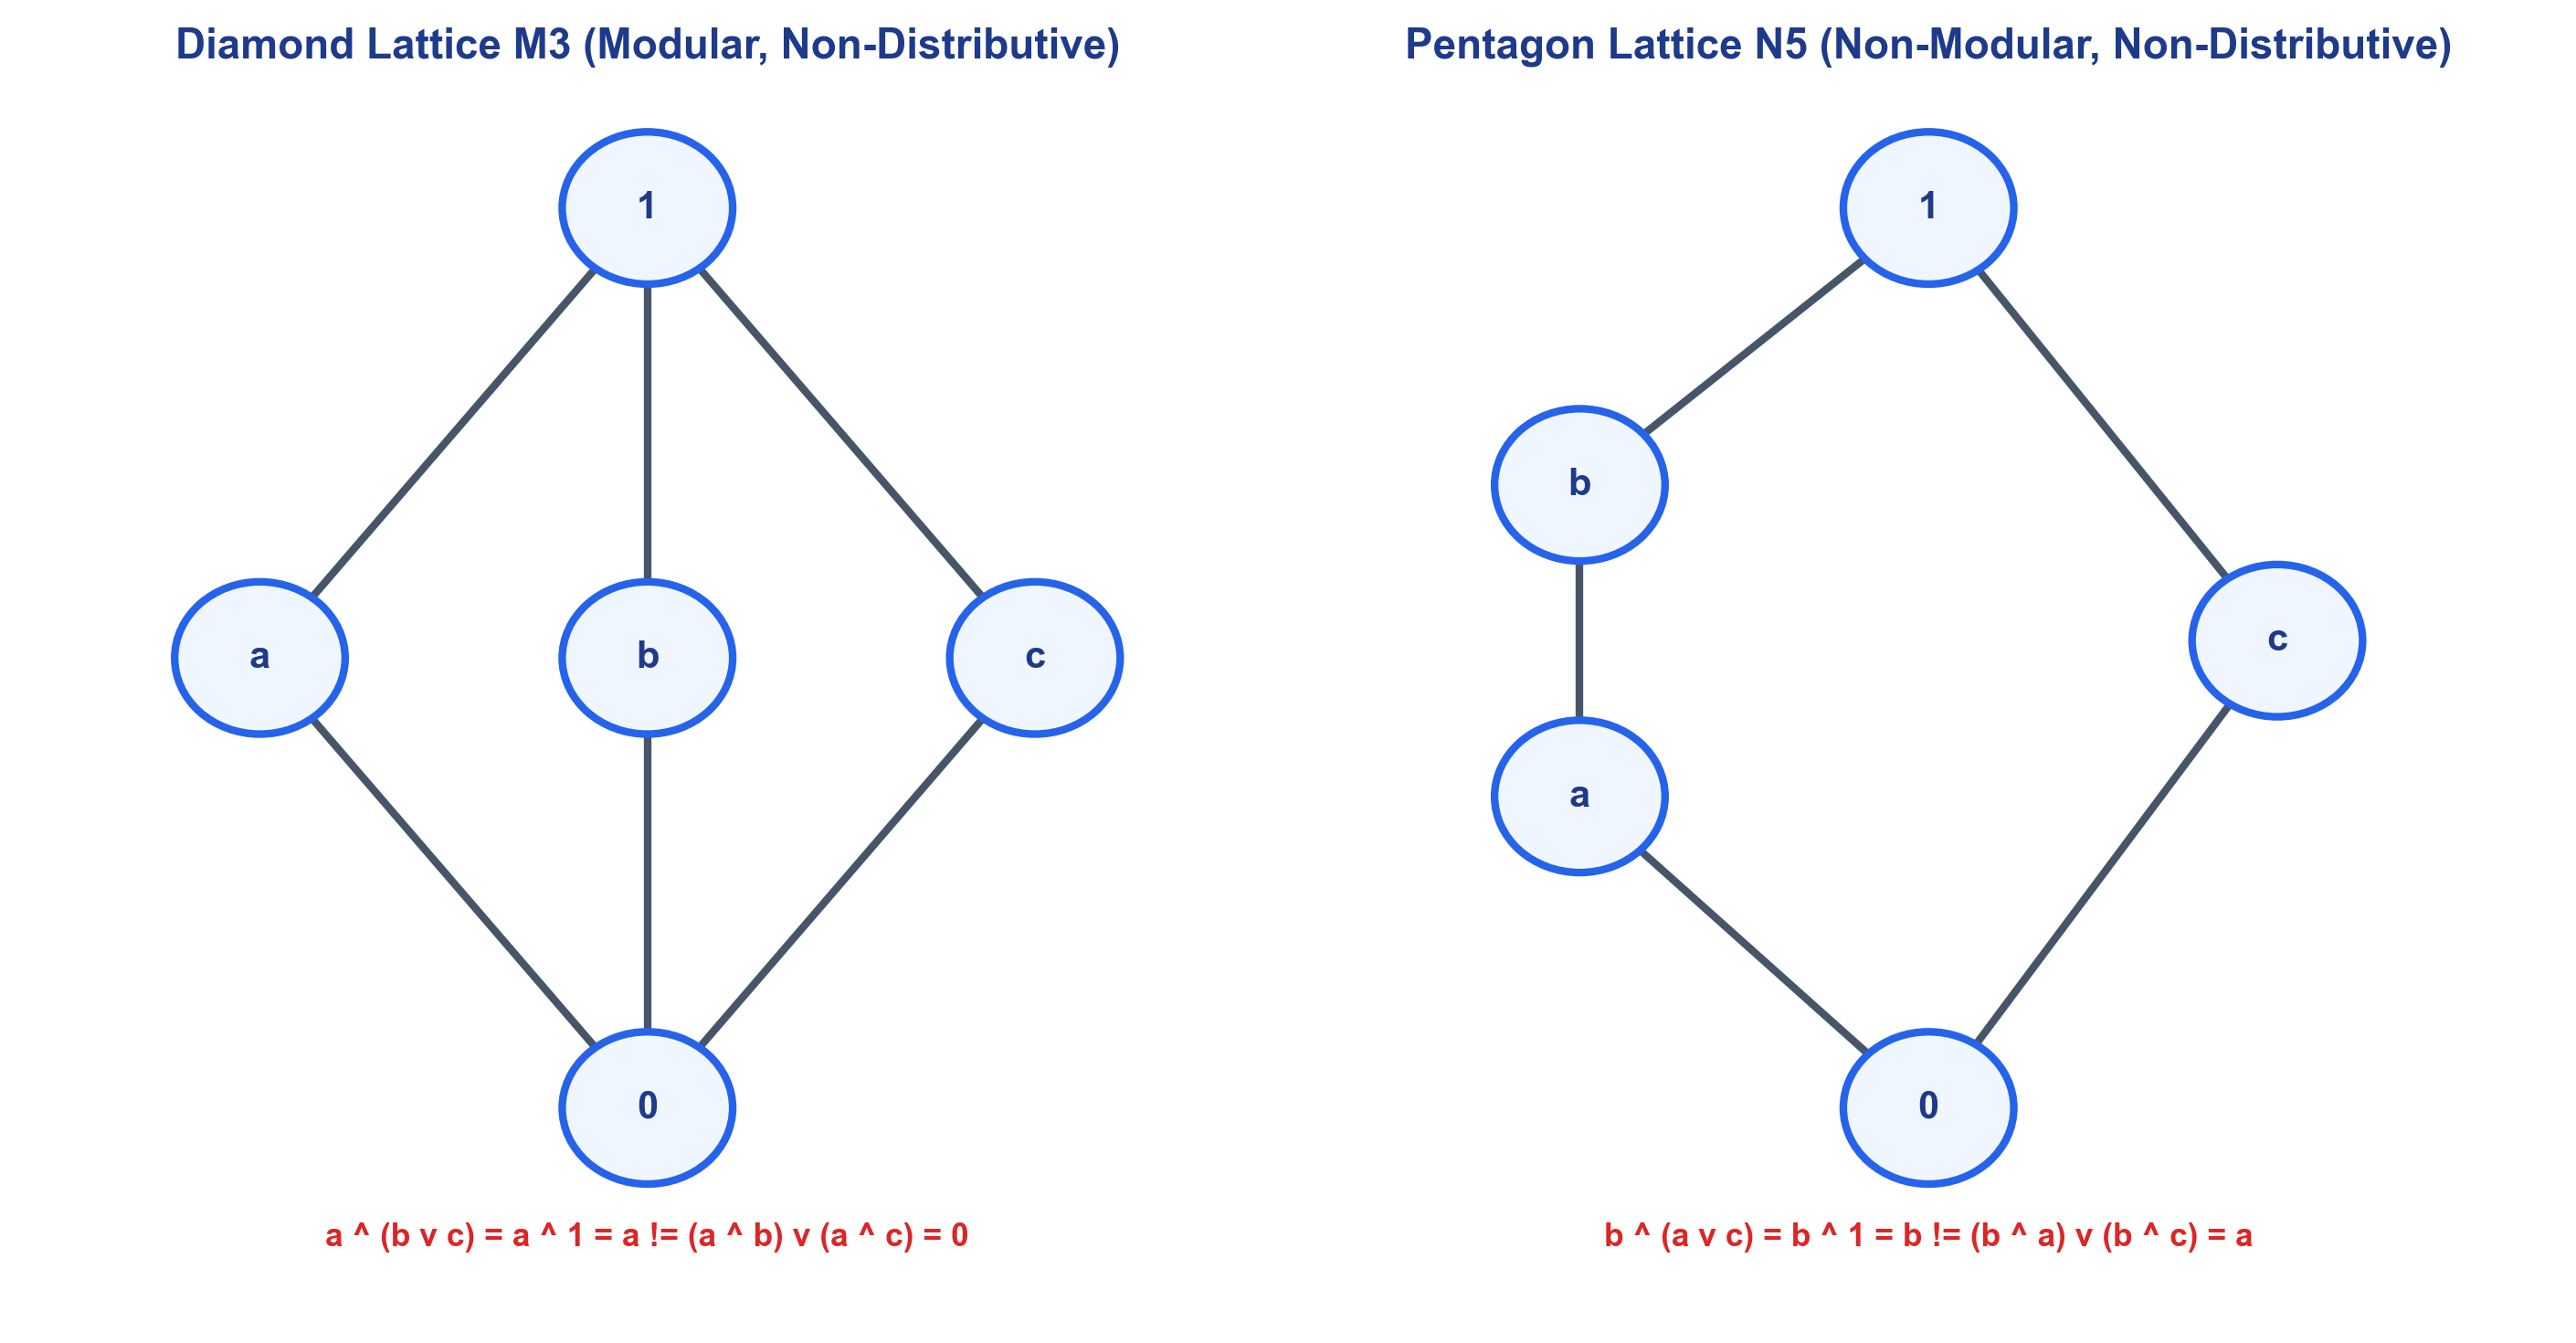 Diamond Lattice M3 (Modular, Non-Distributive)
1
a
b
c
0
a ^ (b v c) = a ^ 1 = a != (a ^ b) v (a ^ c) = 0
Pentagon Lattice N5 (Non-Modular, Non-Distributive)
1
b
c
a
0
b ^ (a v c) = b ^ 1 = b != (b ^ a) v (b ^ c) = a